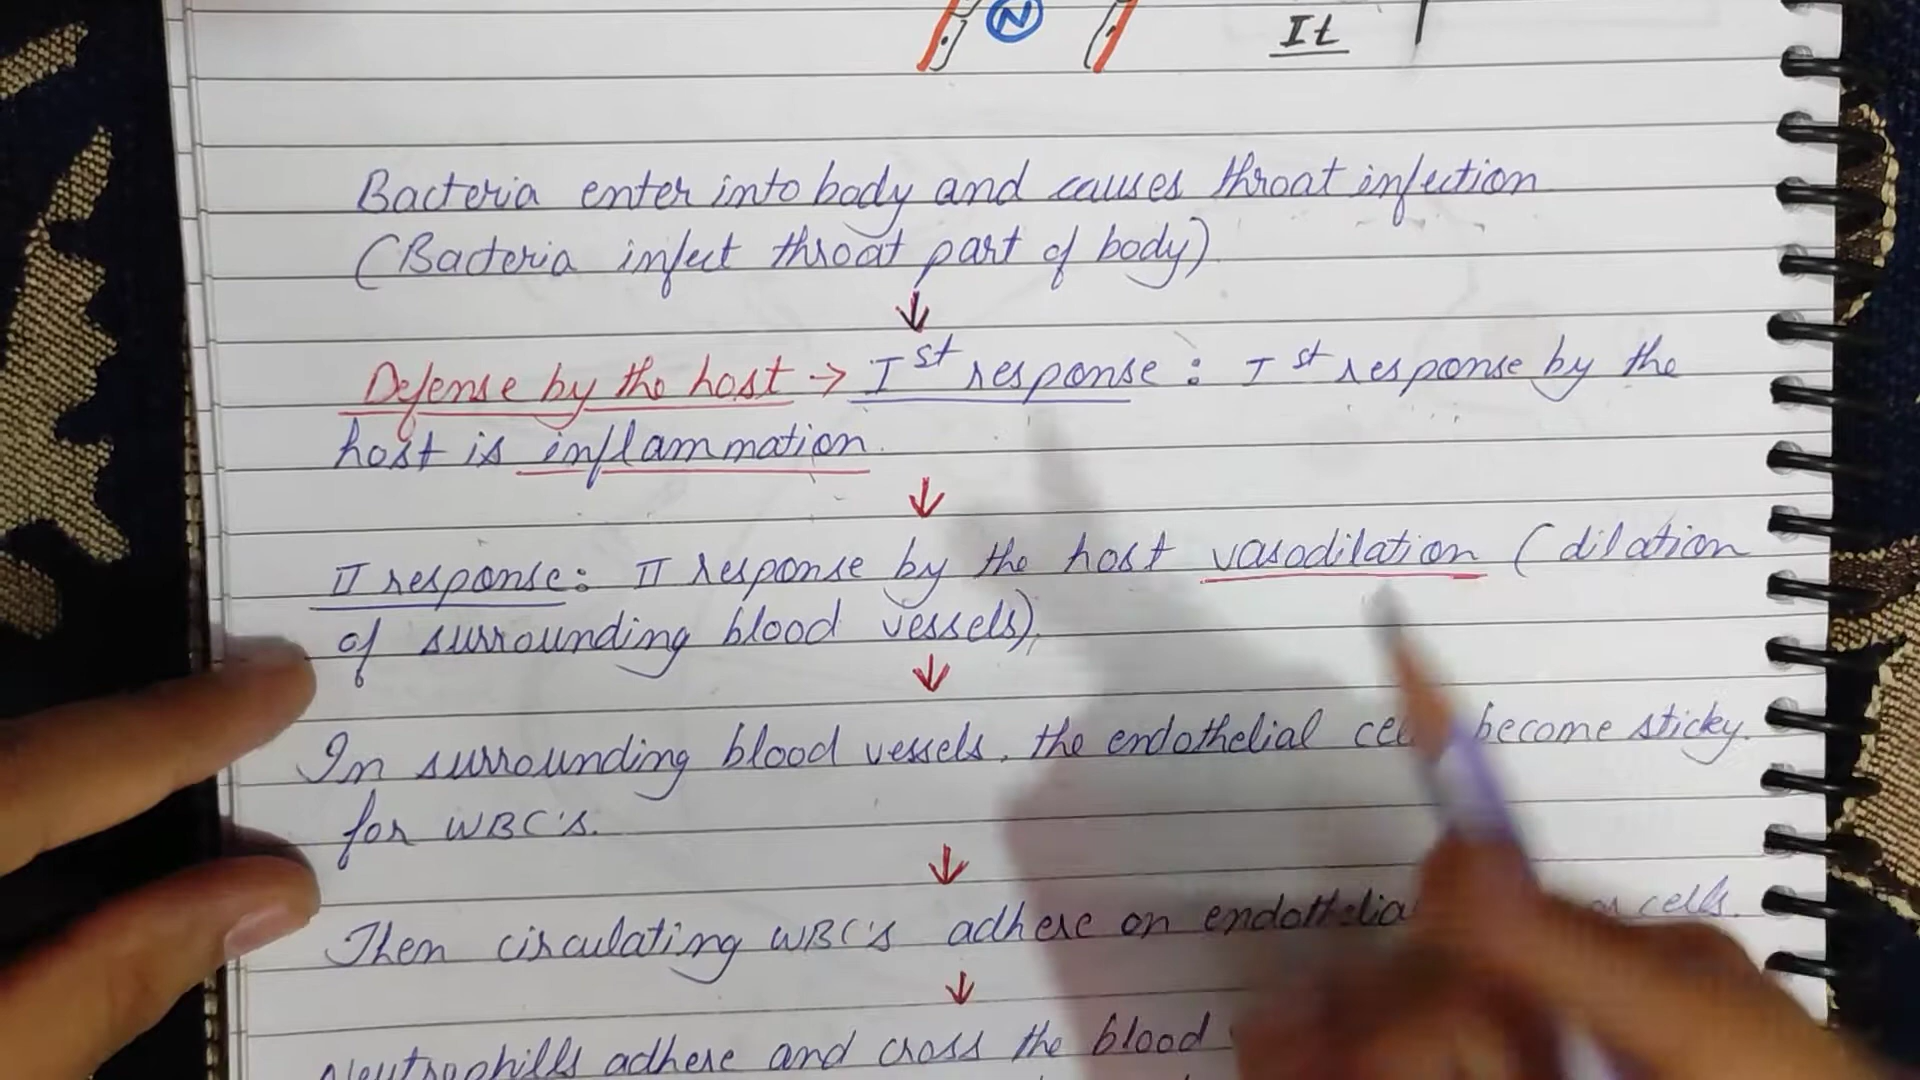 N It
Bacteria enter into body and causes throat infection
(Bacteria infect throat part of body)
↓
Defense by the host → Ist response : Ist response by the
host is inflammation.
↓
II response: II response by the host vasodilation (dilation
of surrounding blood vessels),
↓
In surrounding blood vessels, the endothelial become sticky.
for WBC's.
↓
Then circulating WBC's adhere on cells.
↓
Neutrophills adhere and cross the blood